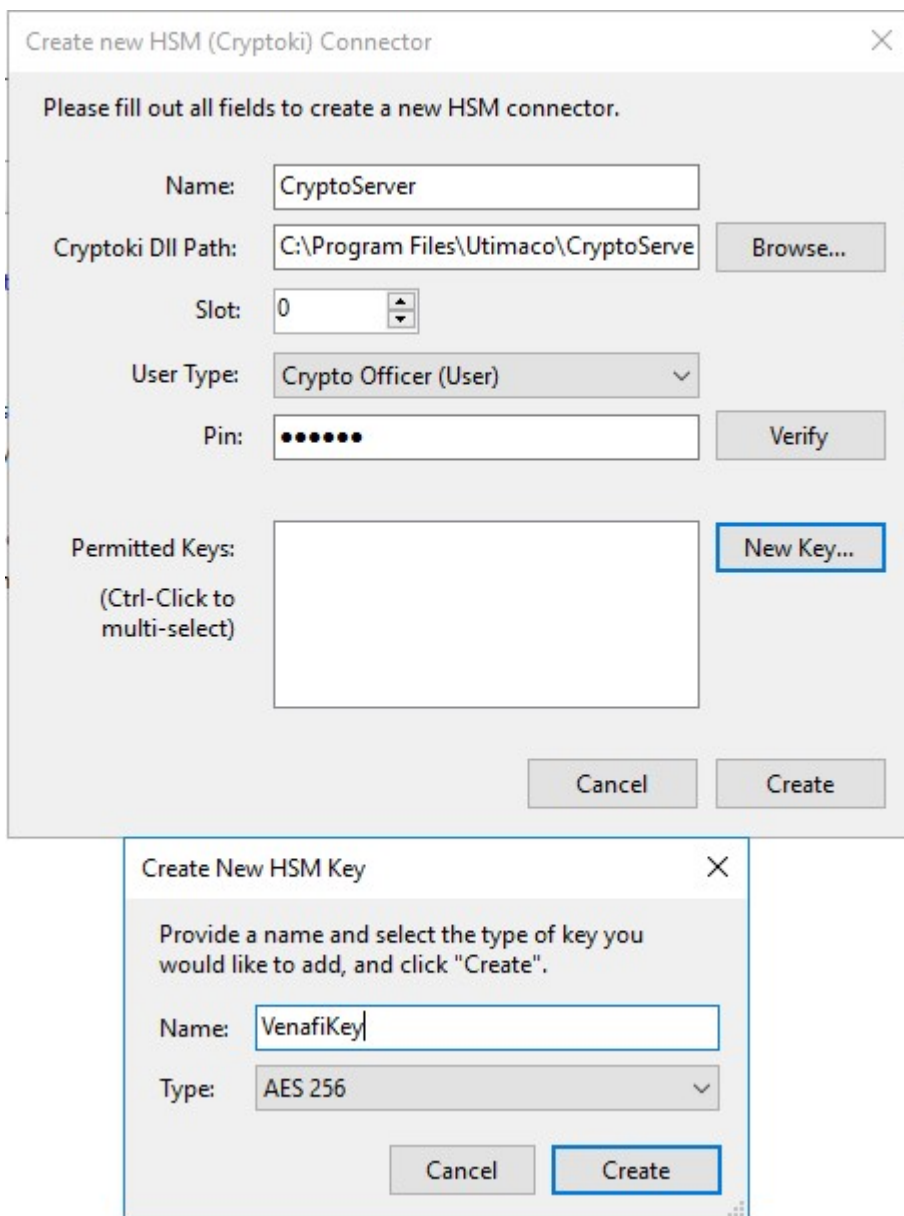 Create new HSM (Cryptoki) Connector
Please fill out all fields to create a new HSM connector.
Name: CryptoServer
Cryptoki Dll Path: C:\Program Files\Utimaco\CryptoServe Browse...
Slot: 0
User Type: Crypto Officer (User)
Pin: ●●●●●● Verify
Permitted Keys: New Key...
(Ctrl-Click to
multi-select)
Cancel Create
Create New HSM Key
Provide a name and select the type of key you
would like to add, and click "Create".
Name: VenafiKey
Type: AES 256
Cancel Create